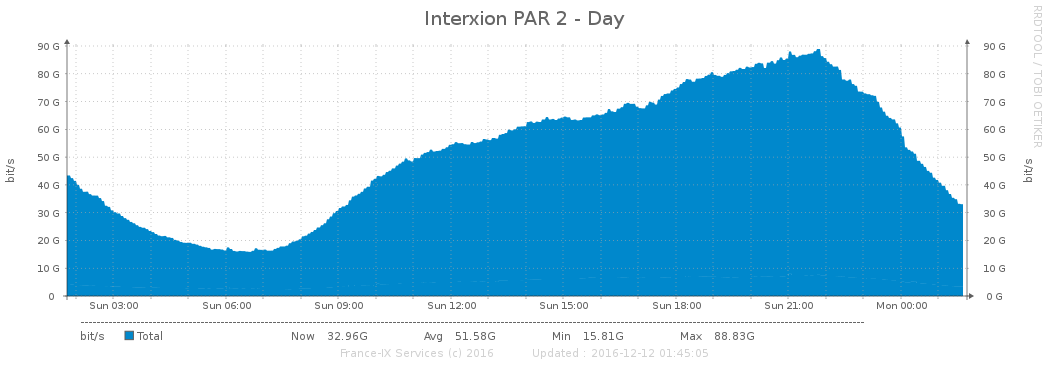 Interxion PAR 2 - Day
RRDTOOL / TOBI OETIKER
90 G 90 G
80 G 80 G
70 G 70 G
60 G 60 G
50 G 50 G
40 G 40 G
30 G 30 G
20 G 20 G
10 G 10 G
0 0 G
bit/s bit/s
Sun 03:00 Sun 06:00 Sun 09:00 Sun 12:00 Sun 15:00 Sun 18:00 Sun 21:00 Mon 00:00
bit/s Total Now 32.96G Avg 51.58G Min 15.81G Max 88.83G
France-IX Services (c) 2016 Updated : 2016-12-12 01:45:05